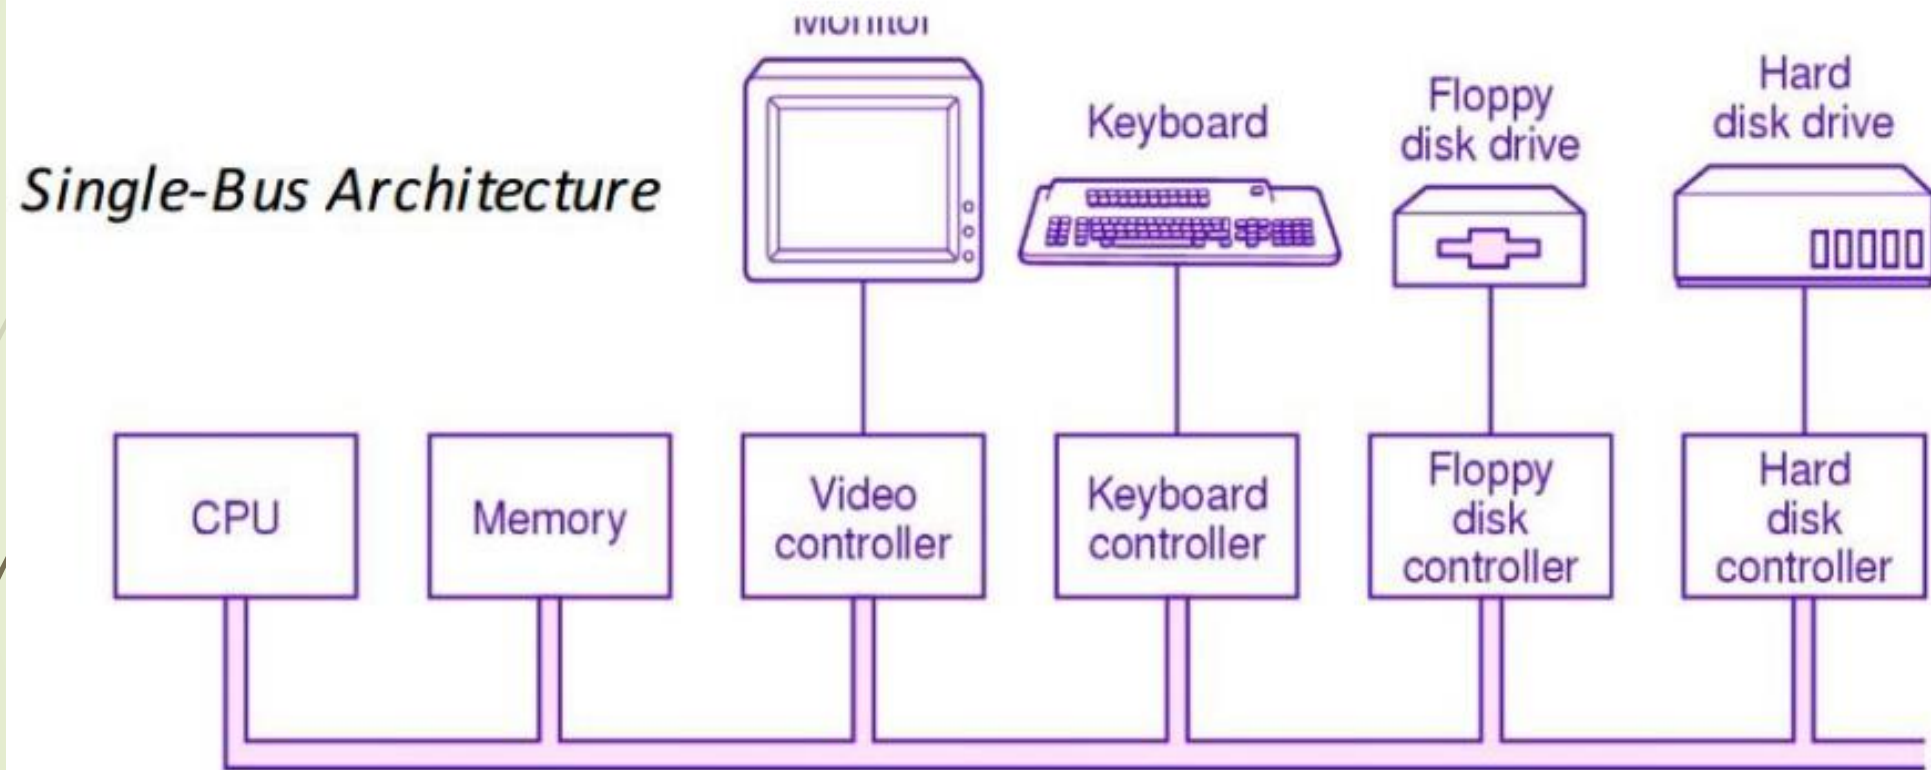 Monitor
Keyboard
Floppy
disk drive
Hard
disk drive
Single-Bus Architecture
CPU
Memory
Video
controller
Keyboard
controller
Floppy
disk
controller
Hard
disk
controller